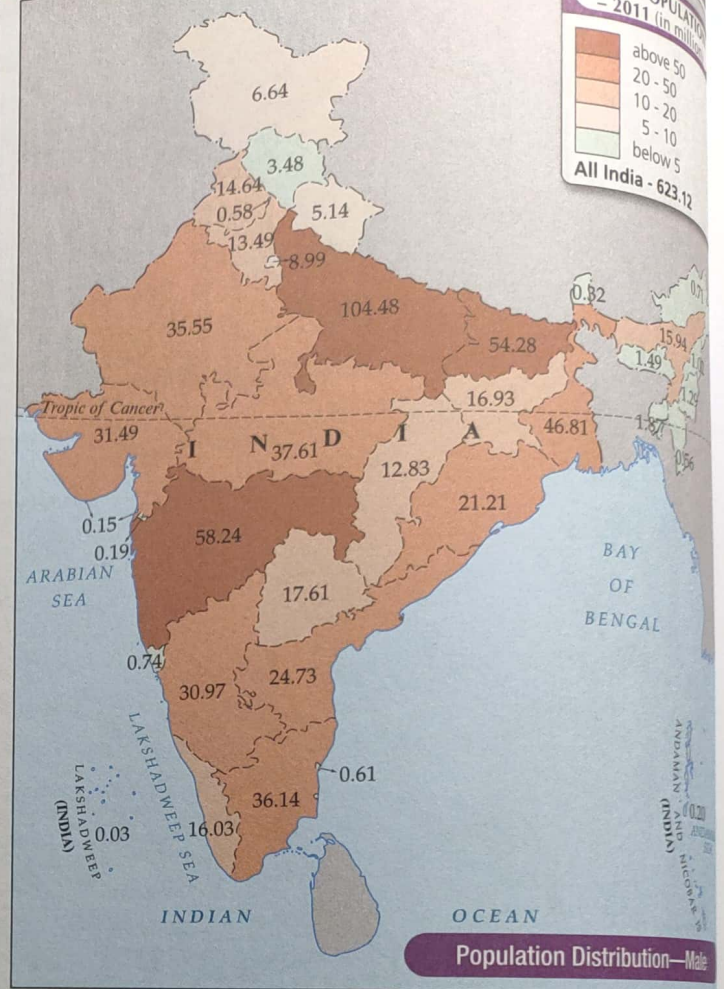 2011 (in million
above 50
20 - 50
10 - 20
5 - 10
below 5
All India - 623.12
6.64
3.48
14.64
0.58
5.14
13.49
8.99
104.48
0.32
35.55
54.28
15.94
1.49
16.93
Tropic of Cancer
31.49
I N D I A
37.61
46.81
12.83
21.21
0.15
58.24
0.19
ARABIAN
SEA
BAY
OF
BENGAL
17.61
0.74
30.97
24.73
LAKSHADWEEP SEA
0.61
36.14
16.03
LAKSHADWEEP
(INDIA)
0.03
ANDAMAN AND NICOBAR
(INDIA)
INDIAN OCEAN
Population Distribution—Male